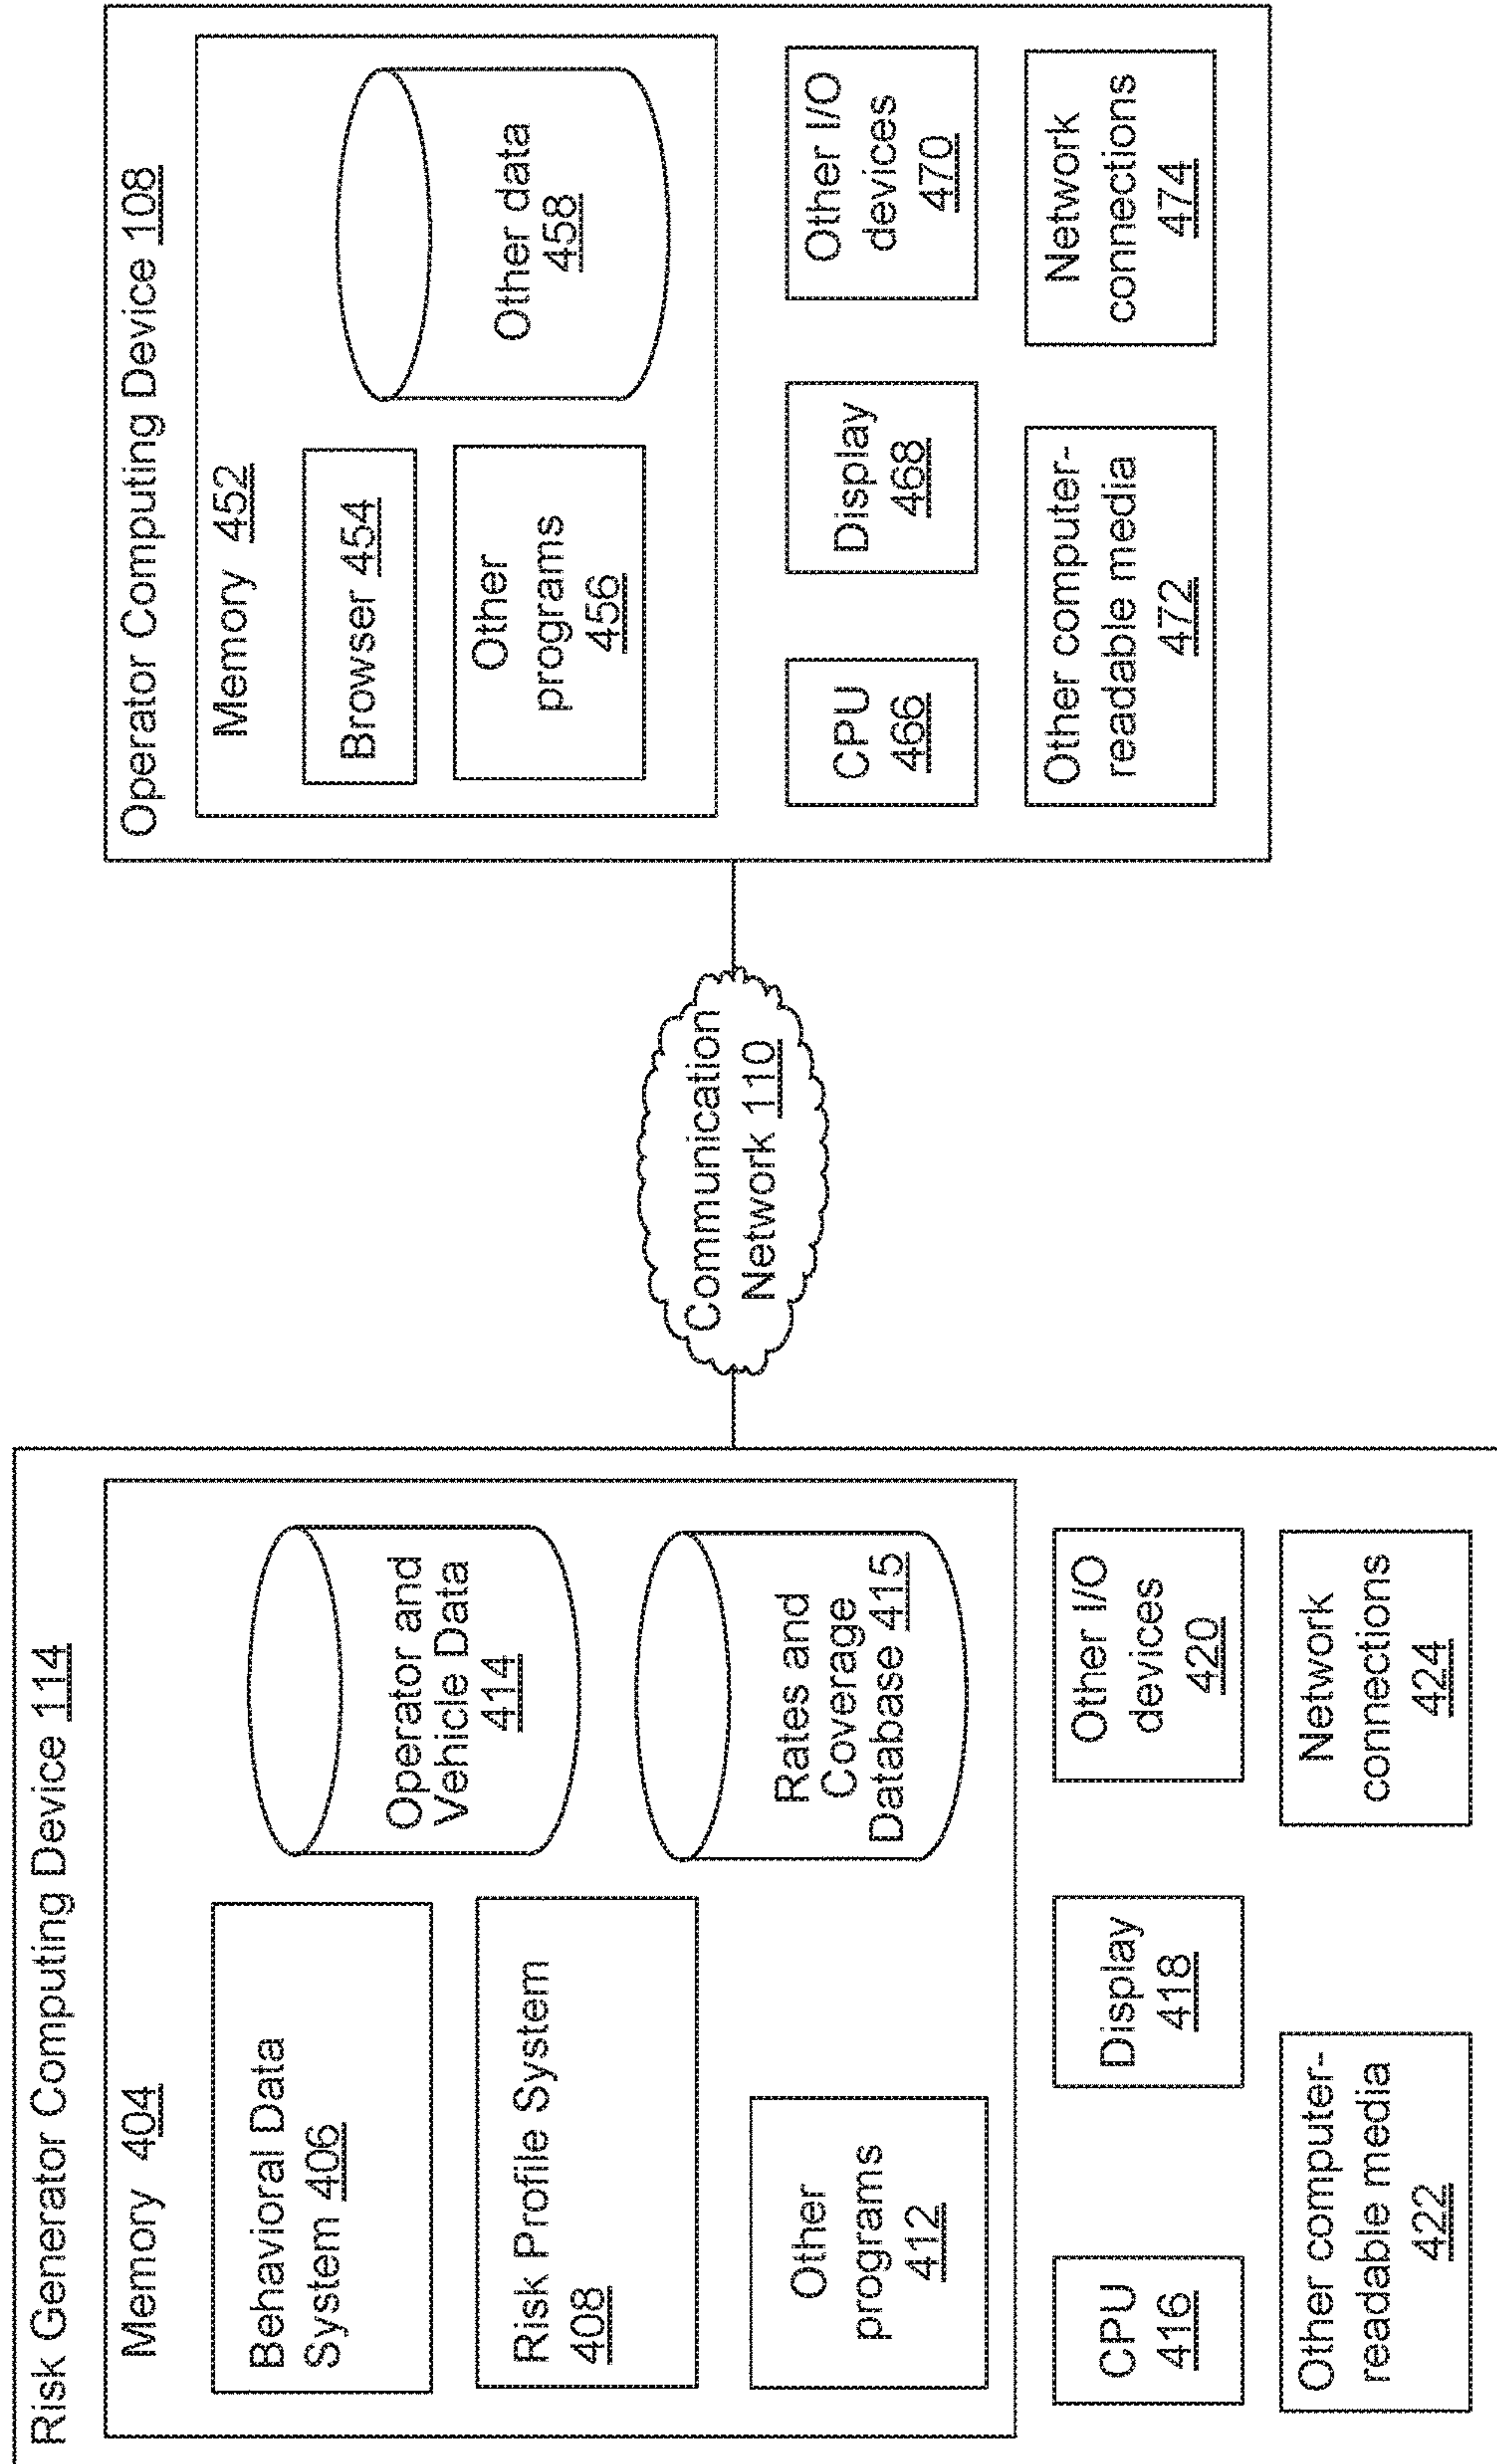 Risk Generator Computing Device 114
Memory 404
Behavioral Data
System 406
Risk Profile System
408
Other
programs
412
Operator and
Vehicle Data
414
Rates and
Coverage
Database 415
CPU
416
Display
418
Other I/O
devices
420
Other computer-
readable media
422
Network
connections
424
Communication
Network 110
Operator Computing Device 108
Memory 452
Browser 454
Other
programs
456
Other data
458
CPU
466
Display
468
Other I/O
devices
470
Other computer-
readable media
472
Network
connections
474